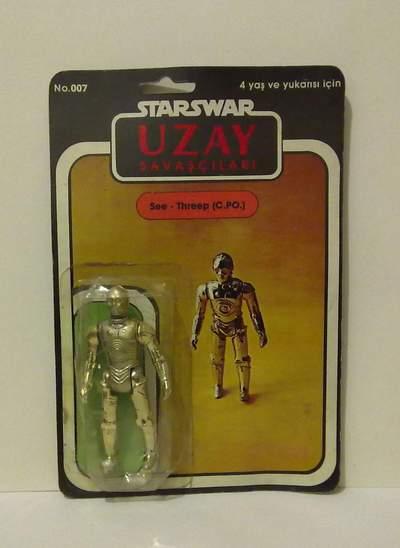 No.007
4 yaş ve yukarısı için
STARSWAR
UZAY
SAVAŞÇILARI
See - Threep (C.PO.)